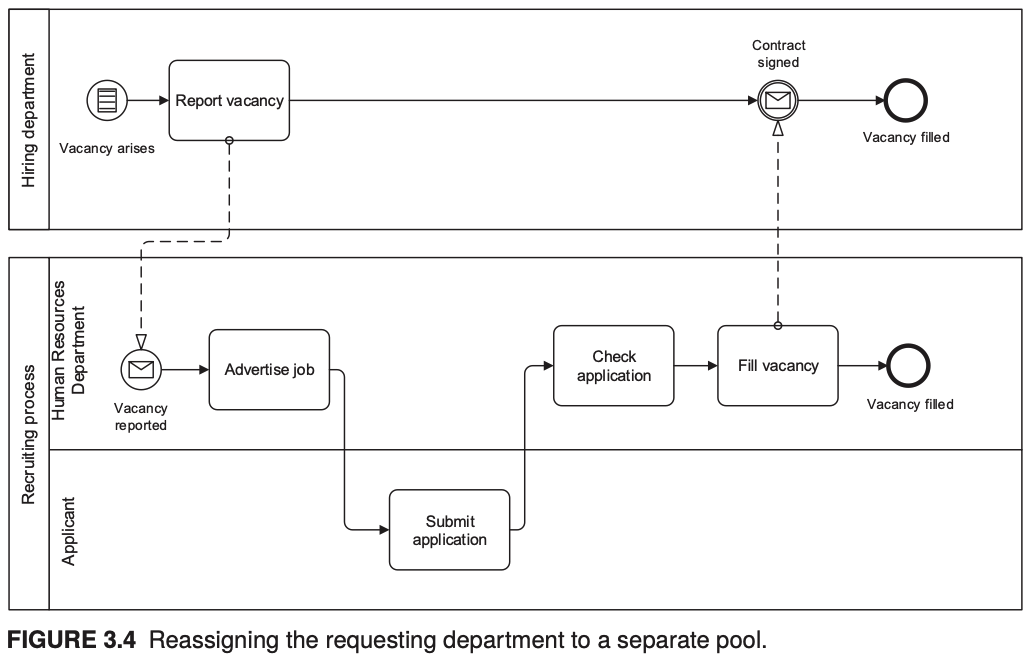 Hiring department
Vacancy arises
Report vacancy
Contract
signed
Vacancy filled
Recruiting process
Human Resources
Department
Vacancy
reported
Advertise job
Check
application
Fill vacancy
Vacancy filled
Applicant
Submit
application
FIGURE 3.4 Reassigning the requesting department to a separate pool.